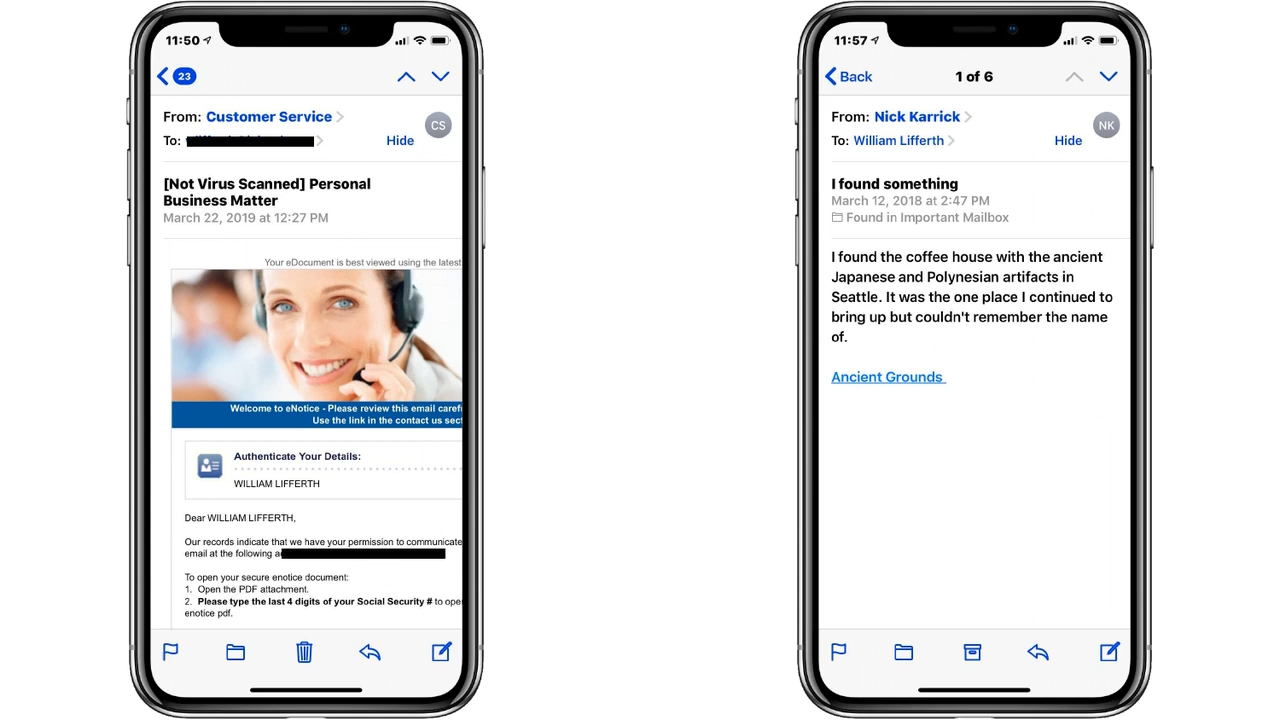 11:50
23
From: Customer Service
CS
To:
Hide
[Not Virus Scanned] Personal
Business Matter
March 22, 2019 at 12:27 PM
Your eDocument is best viewed using the latest
Welcome to eNotice - Please review this email
Use the link in the contact us
Authenticate Your Details:
WILLIAM LIFFERTH
Dear WILLIAM LIFFERTH,
Our records indicate that we have your permission to communicate
email at the following
To open your secure enotice document:
1. Open the PDF attachment.
2. Please type the last 4 digits of your Social Security # to
enotice pdf.
11:57
Back
1 of 6
From: Nick Karrick
NK
To: William Lifferth
Hide
I found something
March 12, 2018 at 2:47 PM
Found in Important Mailbox
I found the coffee house with the ancient
Japanese and Polynesian artifacts in
Seattle. It was the one place I continued to
bring up but couldn't remember the name
of.
Ancient Grounds